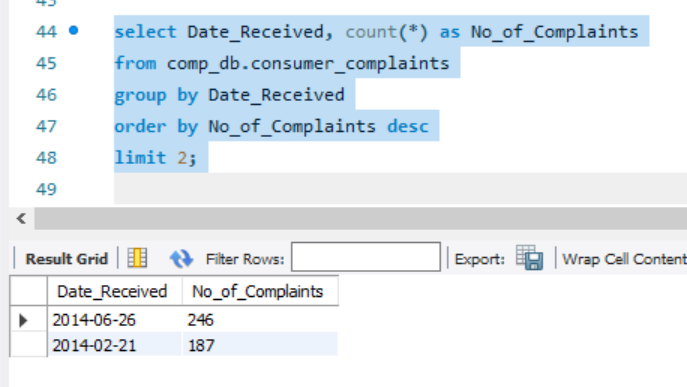 43
44 select Date_Received, count(*) as No_of_Complaints
45 from comp_db.consumer_complaints
46 group by Date_Received
47 order by No_of_Complaints desc
48 limit 2;
49
Result Grid Filter Rows: Export: Wrap Cell Content
Date_Received No_of_Complaints
2014-06-26 246
2014-02-21 187